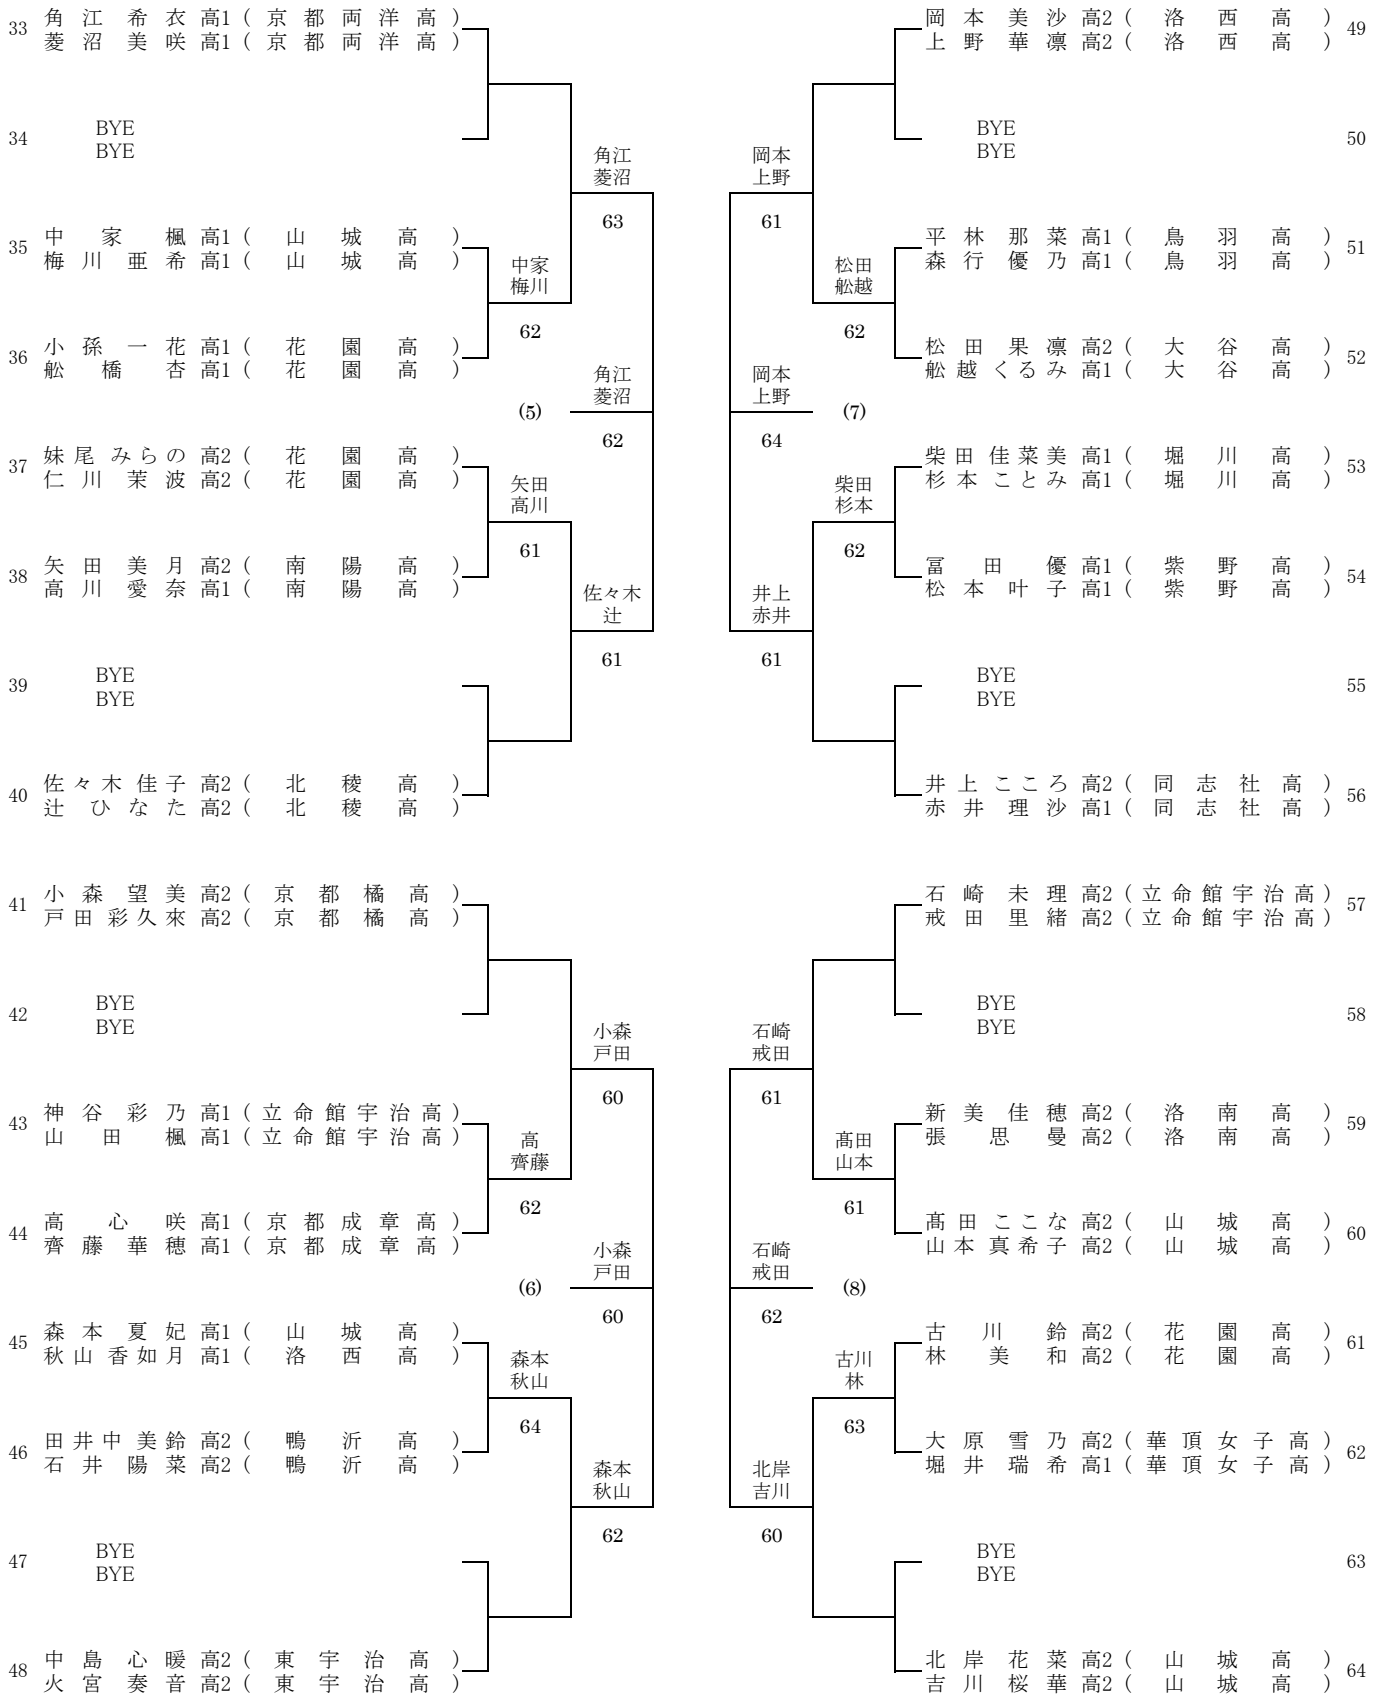 33 角江希衣 高1 (京都両洋高)
菱沼美咲 高1 (京都両洋高)
34 BYE
BYE
角江
菱沼
63
35 中家楓 高1 (山城高)
梅川亜希 高1 (山城高)
中家
梅川
62
36 小孫一花 高1 (花園高)
舩橋杏 高1 (花園高)
(5)
角江
菱沼
62
37 妹尾みらの 高2 (花園高)
仁川茉波 高2 (花園高)
矢田
高川
61
38 矢田美月 高2 (南陽高)
高川愛奈 高1 (南陽高)
佐々木
辻
61
39 BYE
BYE
40 佐々木佳子 高2 (北稜高)
辻ひなた 高2 (北稜高)
41 小森望美 高2 (京都橘高)
戸田彩久來 高2 (京都橘高)
42 BYE
BYE
小森
戸田
60
43 神谷彩乃 高1 (立命館宇治高)
山田楓 高1 (立命館宇治高)
高
齊藤
62
44 高心咲 高1 (京都成章高)
齊藤華穂 高1 (京都成章高)
(6)
小森
戸田
60
45 森本夏妃 高1 (山城高)
秋山香如月 高1 (洛西高)
森本
秋山
64
46 田井中美鈴 高2 (鴨沂高)
石井陽菜 高2 (鴨沂高)
森本
秋山
62
47 BYE
BYE
48 中島心暖 高2 (東宇治高)
火宮奏音 高2 (東宇治高)
岡本美沙 高2 (洛西高) 49
上野華凛 高2 (洛西高)
BYE 50
BYE
岡本
上野
61
平林那菜 高1 (鳥羽高) 51
森行優乃 高1 (鳥羽高)
松田
舩越
62
松田果凛 高2 (大谷高) 52
舩越くるみ 高1 (大谷高)
岡本
上野
64
(7)
柴田佳菜美 高1 (堀川高) 53
杉本ことみ 高1 (堀川高)
柴田
杉本
62
冨田優 高1 (紫野高) 54
松本叶子 高1 (紫野高)
井上
赤井
61
BYE 55
BYE
井上こころ 高2 (同志社高) 56
赤井理沙 高1 (同志社高)
石崎未理 高2 (立命館宇治高) 57
戒田里緒 高2 (立命館宇治高)
BYE 58
BYE
石崎
戒田
61
新美佳穂 高2 (洛南高) 59
張思曼 高2 (洛南高)
髙田
山本
61
髙田ここな 高2 (山城高) 60
山本真希子 高2 (山城高)
石崎
戒田
62
(8)
古川鈴 高2 (花園高) 61
林美和 高2 (花園高)
古川
林
63
大原雪乃 高2 (華頂女子高) 62
堀井瑞希 高1 (華頂女子高)
北岸
吉川
60
BYE 63
BYE
北岸花菜 高2 (山城高) 64
吉川桜華 高2 (山城高)